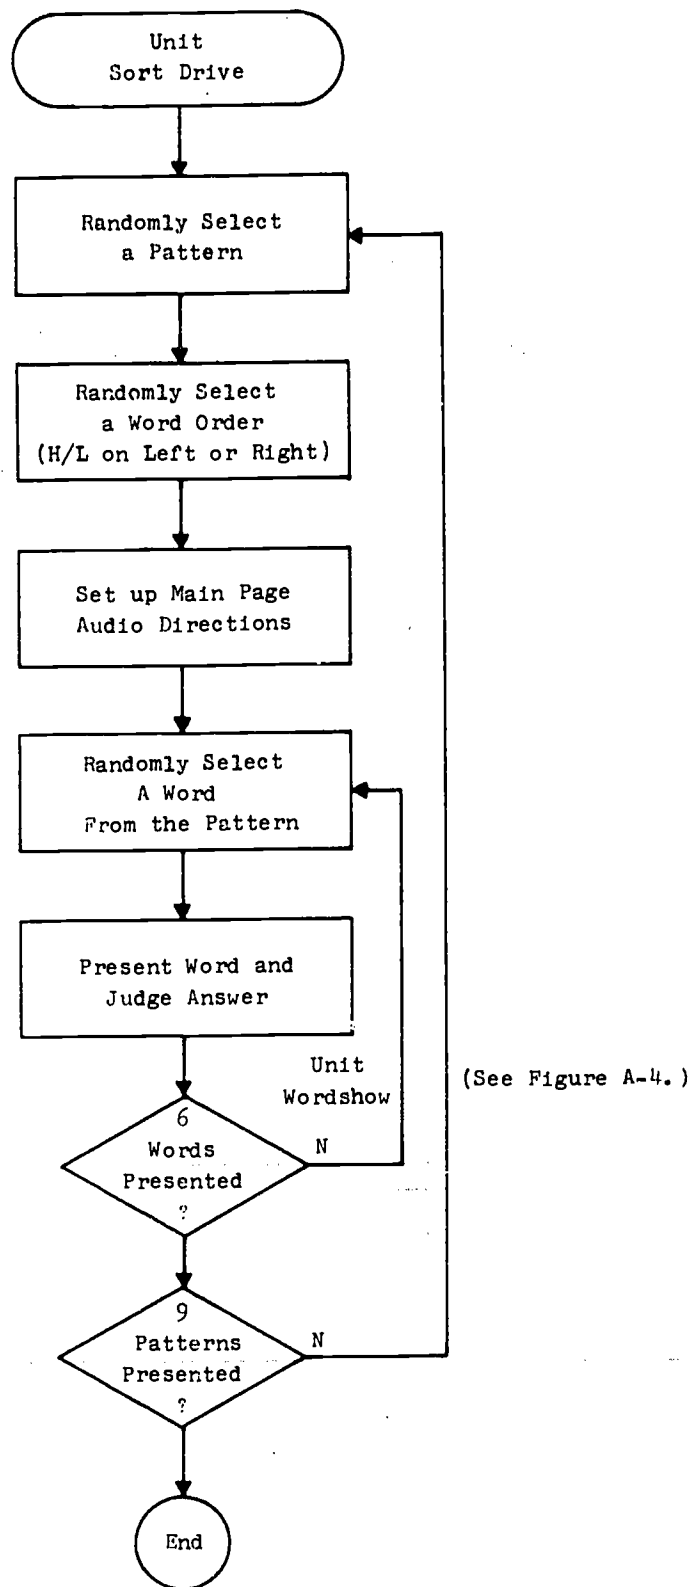 Unit
Sort Drive
Randomly Select
a Pattern
Randomly Select
a Word Order
(H/L on Left or Right)
Set up Main Page
Audio Directions
Randomly Select
A Word
From the Pattern
Present Word and
Judge Answer
Unit
Wordshow
(See Figure A-4.)
6
Words
Presented
?
N
9
Patterns
Presented
?
N
End